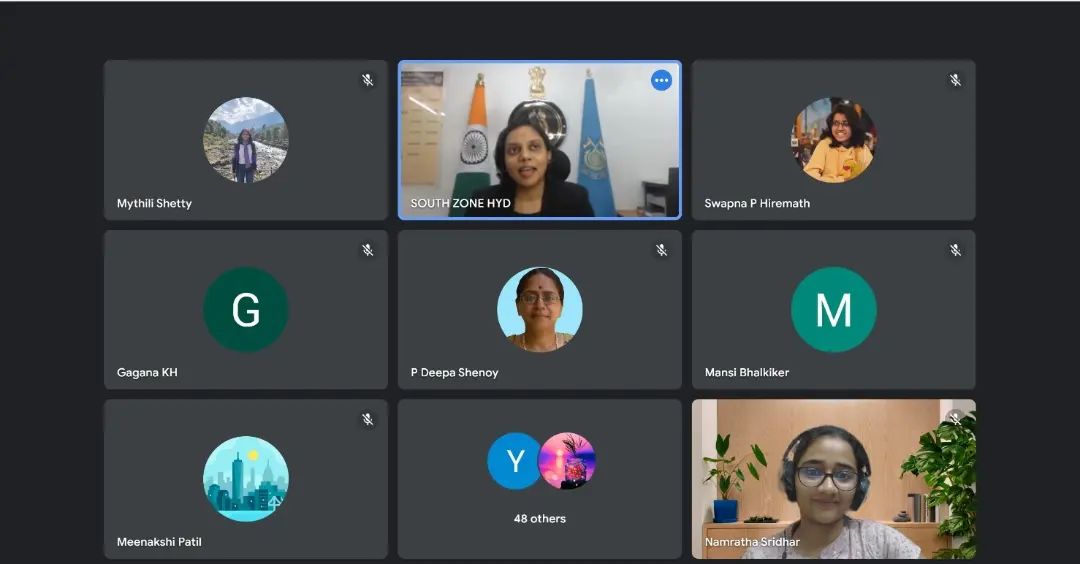 Mythili Shetty
SOUTH ZONE HYD
Swapna P Hiremath
G
Gagana KH
P Deepa Shenoy
M
Mansi Bhalkiker
Meenakshi Patil
Y
48 others
Namratha Sridhar